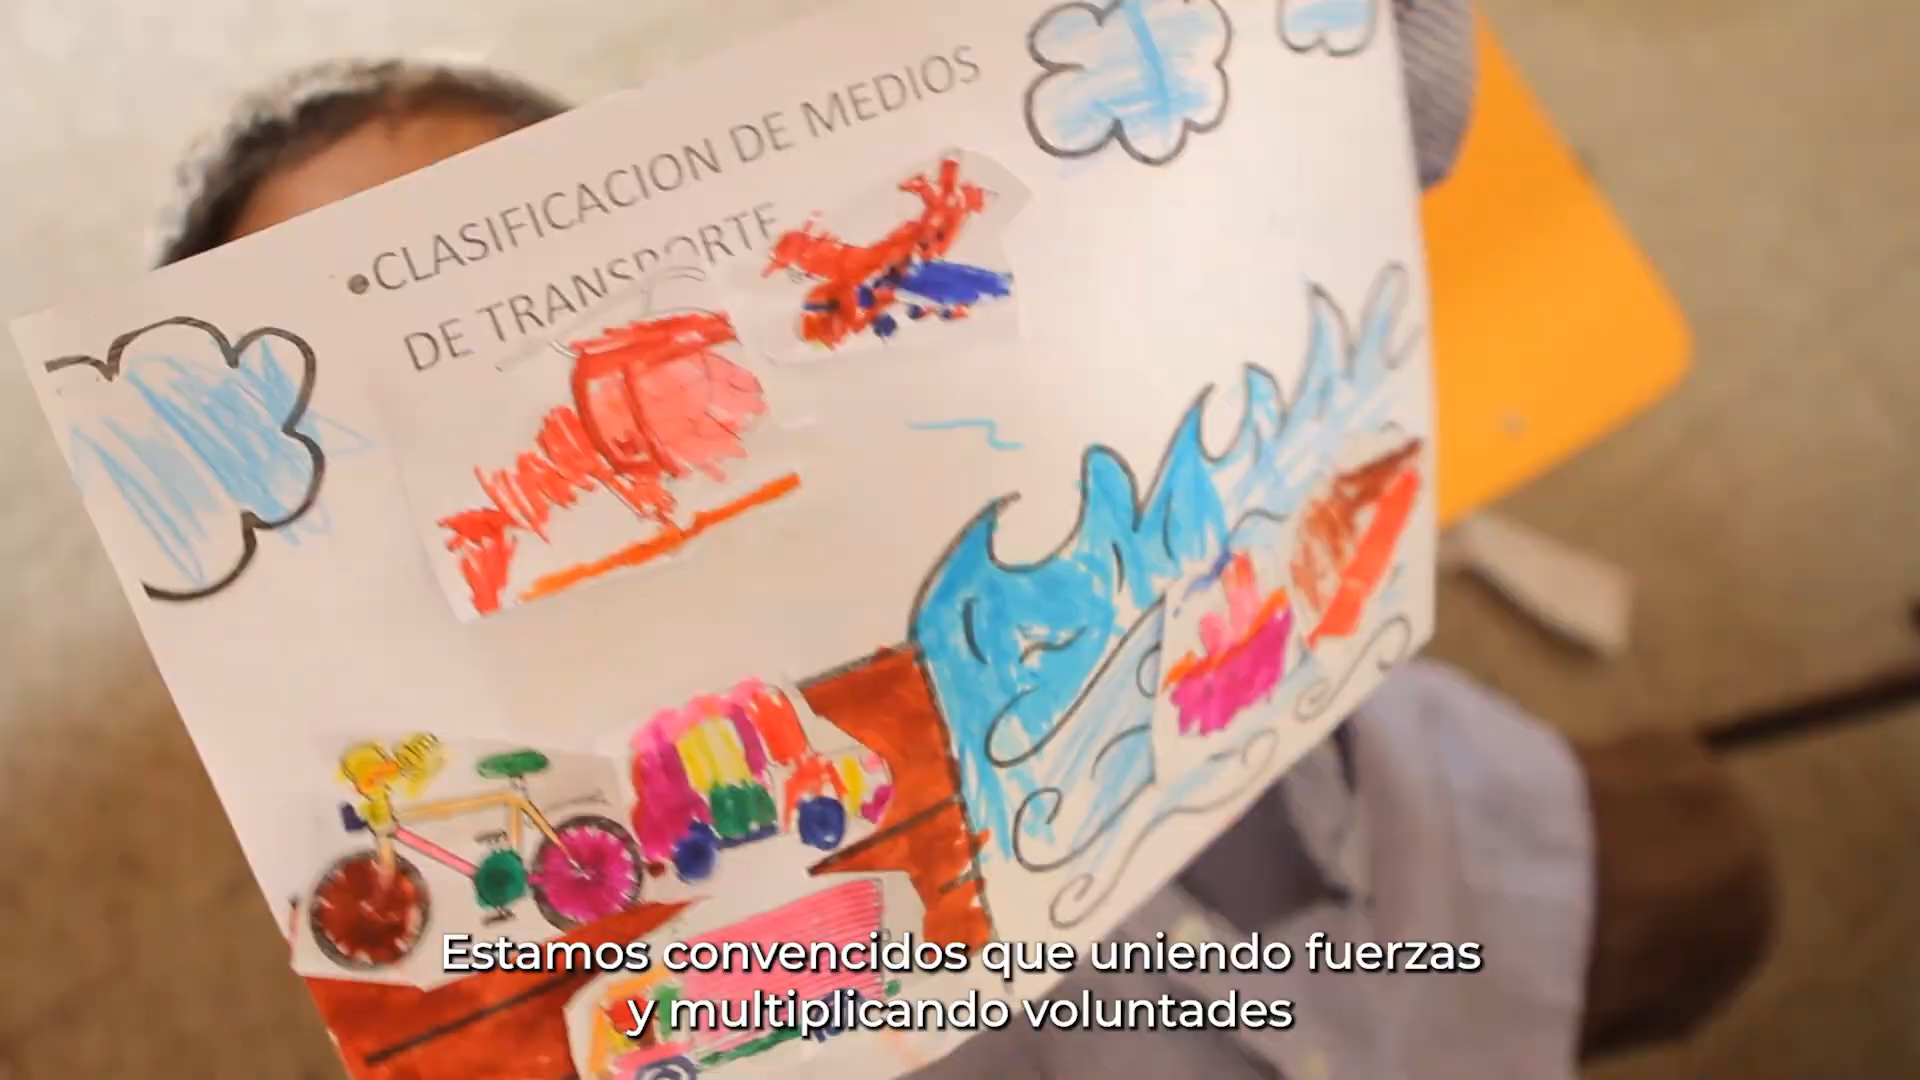 •CLASIFICACION DE MEDIOS
DE TRANSPORTE
Estamos convencidos que uniendo fuerzas
y multiplicando voluntades